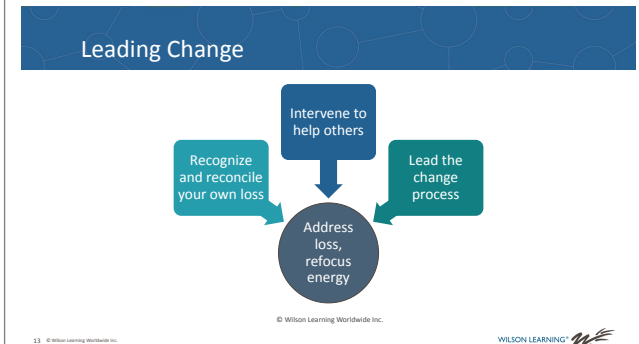 Leading Change
Intervene to
help others
Recognize
and reconcile
your own loss
Lead the
change
process
Address
loss,
refocus
energy
© Wilson Learning Worldwide Inc.
13 © Wilson Learning Worldwide Inc.
WILSON LEARNING®